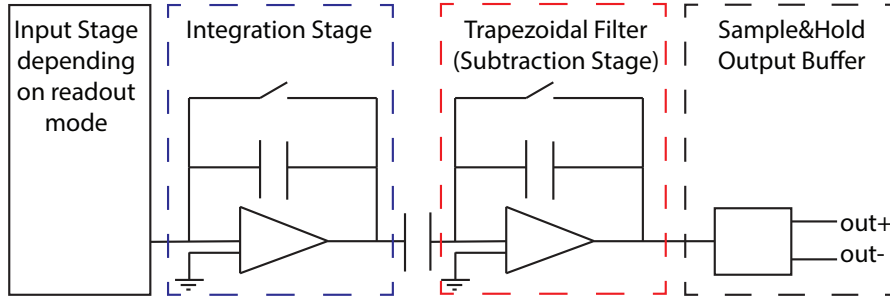 Input Stage
depending
on readout
mode
Integration Stage
Trapezoidal Filter
(Subtraction Stage)
Sample&Hold
Output Buffer
out+
out-